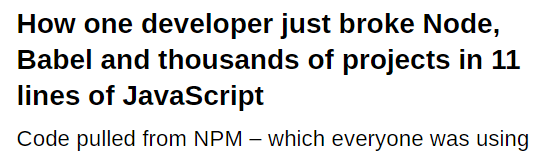 How one developer just broke Node,
Babel and thousands of projects in 11
lines of JavaScript
Code pulled from NPM – which everyone was using